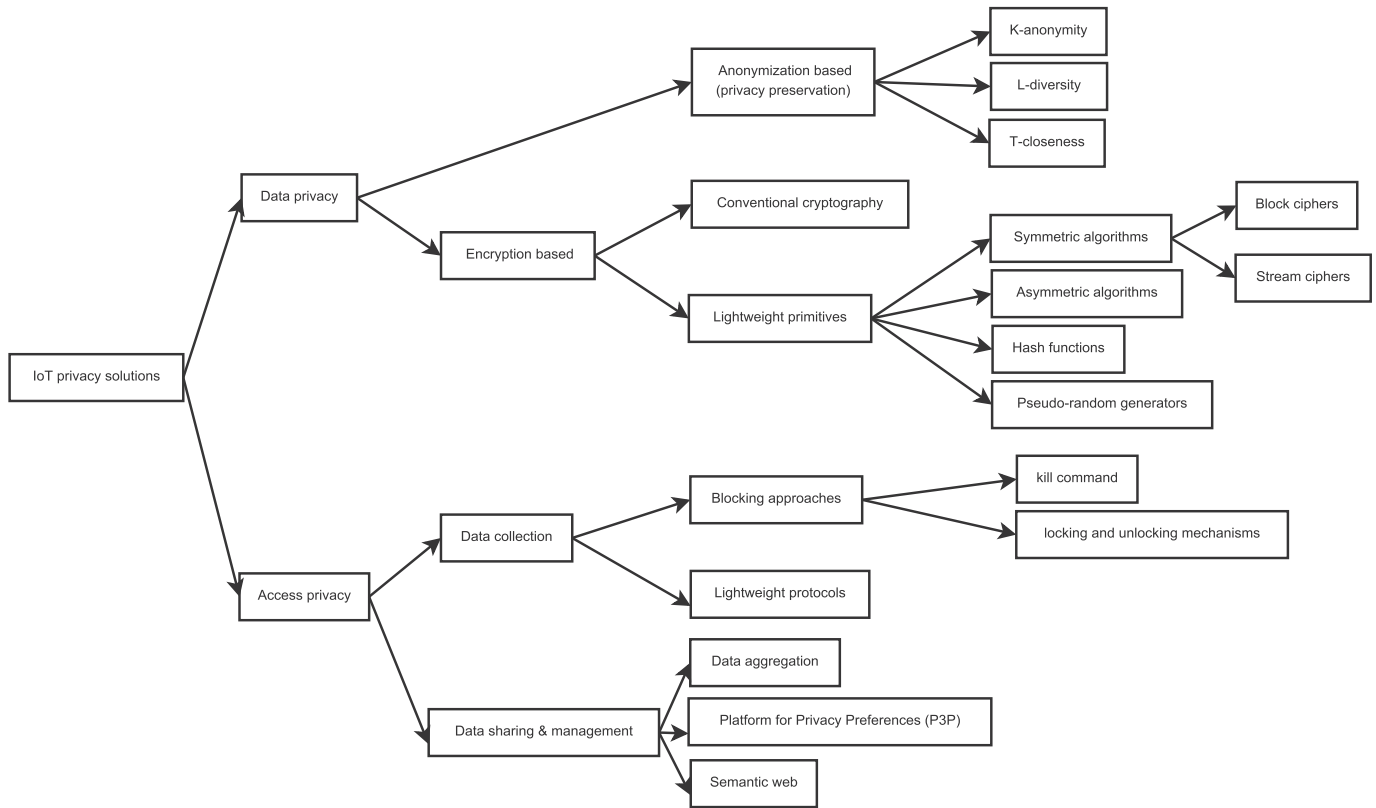 IoT privacy solutions
Data privacy
Anonymization based
(privacy preservation)
K-anonymity
L-diversity
T-closeness
Encryption based
Conventional cryptography
Lightweight primitives
Symmetric algorithms
Block ciphers
Stream ciphers
Asymmetric algorithms
Hash functions
Pseudo-random generators
Access privacy
Data collection
Blocking approaches
kill command
locking and unlocking mechanisms
Lightweight protocols
Data sharing & management
Data aggregation
Platform for Privacy Preferences (P3P)
Semantic web